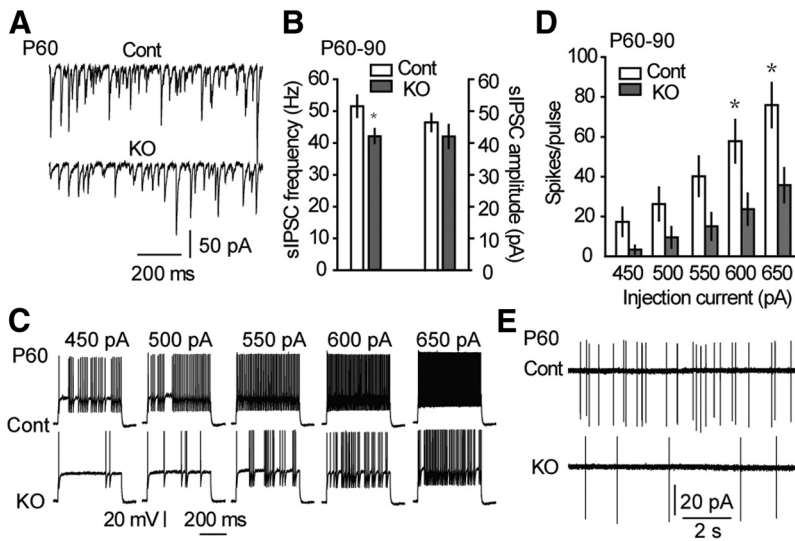 A
P60
Cont
KO
50 pA
200 ms
B
P60-90
Cont
KO
sIPSC frequency (Hz)
60
50
40
30
20
10
0
*
60
50
40
30
20
10
0
sIPSC amplitude (pA)
D
P60-90
Cont
KO
Spikes/pulse
100
80
60
40
20
0
*
*
450 500 550 600 650
Injection current (pA)
C
450 pA 500 pA 550 pA 600 pA 650 pA
P60
Cont
KO
20 mV
200 ms
E
P60
Cont
KO
20 pA
2 s